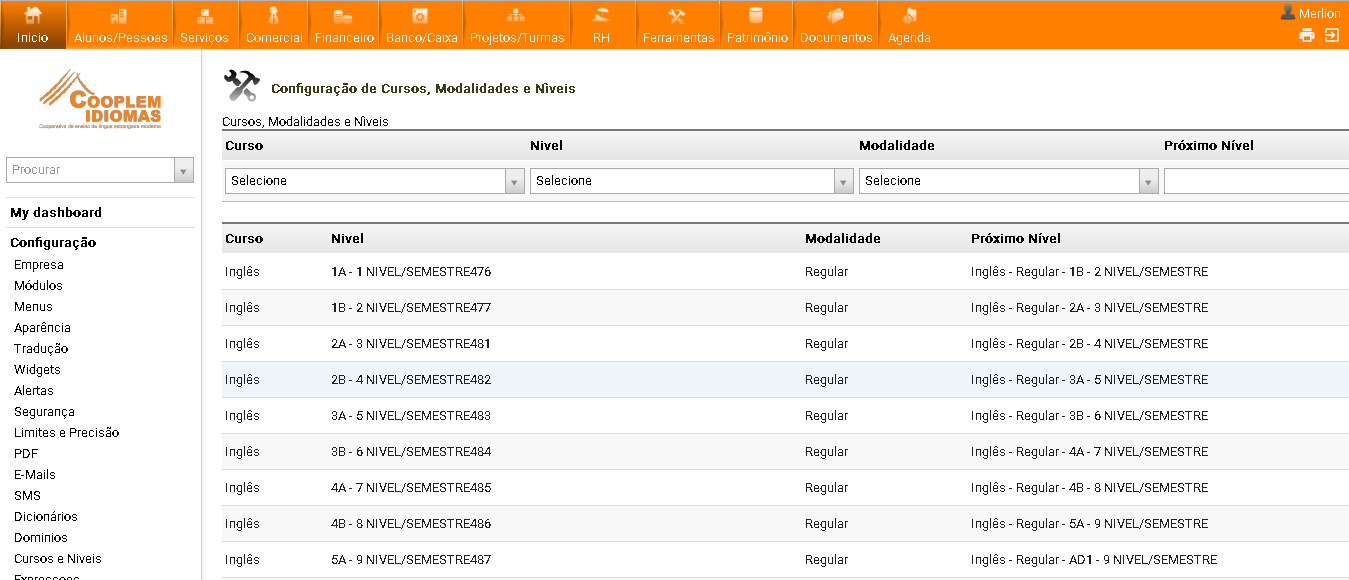 Inicio Alunos/Pessoas Serviços Comercial Financeiro Banco/Caixa Projetos/Turmas RH Ferramentas Patrimônio Documentos Agenda Merlion
COOPLEM
IDIOMAS
Cooperativa de ensino de língua estrangeira moderna
Procurar
My dashboard
Configuração
Empresa
Módulos
Menus
Aparência
Tradução
Widgets
Alertas
Segurança
Limites e Precisão
PDF
E-Mails
SMS
Dicionários
Dominios
Cursos e Niveis
Expressoes
Configuração de Cursos, Modalidades e Nìveis
Cursos, Modalidades e Nìveis
Curso Nivel Modalidade Próximo Nível
Selecione Selecione Selecione
Curso Nivel Modalidade Próximo Nível
Inglês 1A - 1 NIVEL/SEMESTRE476 Regular Inglês - Regular - 1B - 2 NIVEL/SEMESTRE
Inglês 1B - 2 NIVEL/SEMESTRE477 Regular Inglês - Regular - 2A - 3 NIVEL/SEMESTRE
Inglês 2A - 3 NIVEL/SEMESTRE481 Regular Inglês - Regular - 2B - 4 NIVEL/SEMESTRE
Inglês 2B - 4 NIVEL/SEMESTRE482 Regular Inglês - Regular - 3A - 5 NIVEL/SEMESTRE
Inglês 3A - 5 NIVEL/SEMESTRE483 Regular Inglês - Regular - 3B - 6 NIVEL/SEMESTRE
Inglês 3B - 6 NIVEL/SEMESTRE484 Regular Inglês - Regular - 4A - 7 NIVEL/SEMESTRE
Inglês 4A - 7 NIVEL/SEMESTRE485 Regular Inglês - Regular - 4B - 8 NIVEL/SEMESTRE
Inglês 4B - 8 NIVEL/SEMESTRE486 Regular Inglês - Regular - 5A - 9 NIVEL/SEMESTRE
Inglês 5A - 9 NIVEL/SEMESTRE487 Regular Inglês - Regular - AD1 - 9 NIVEL/SEMESTRE